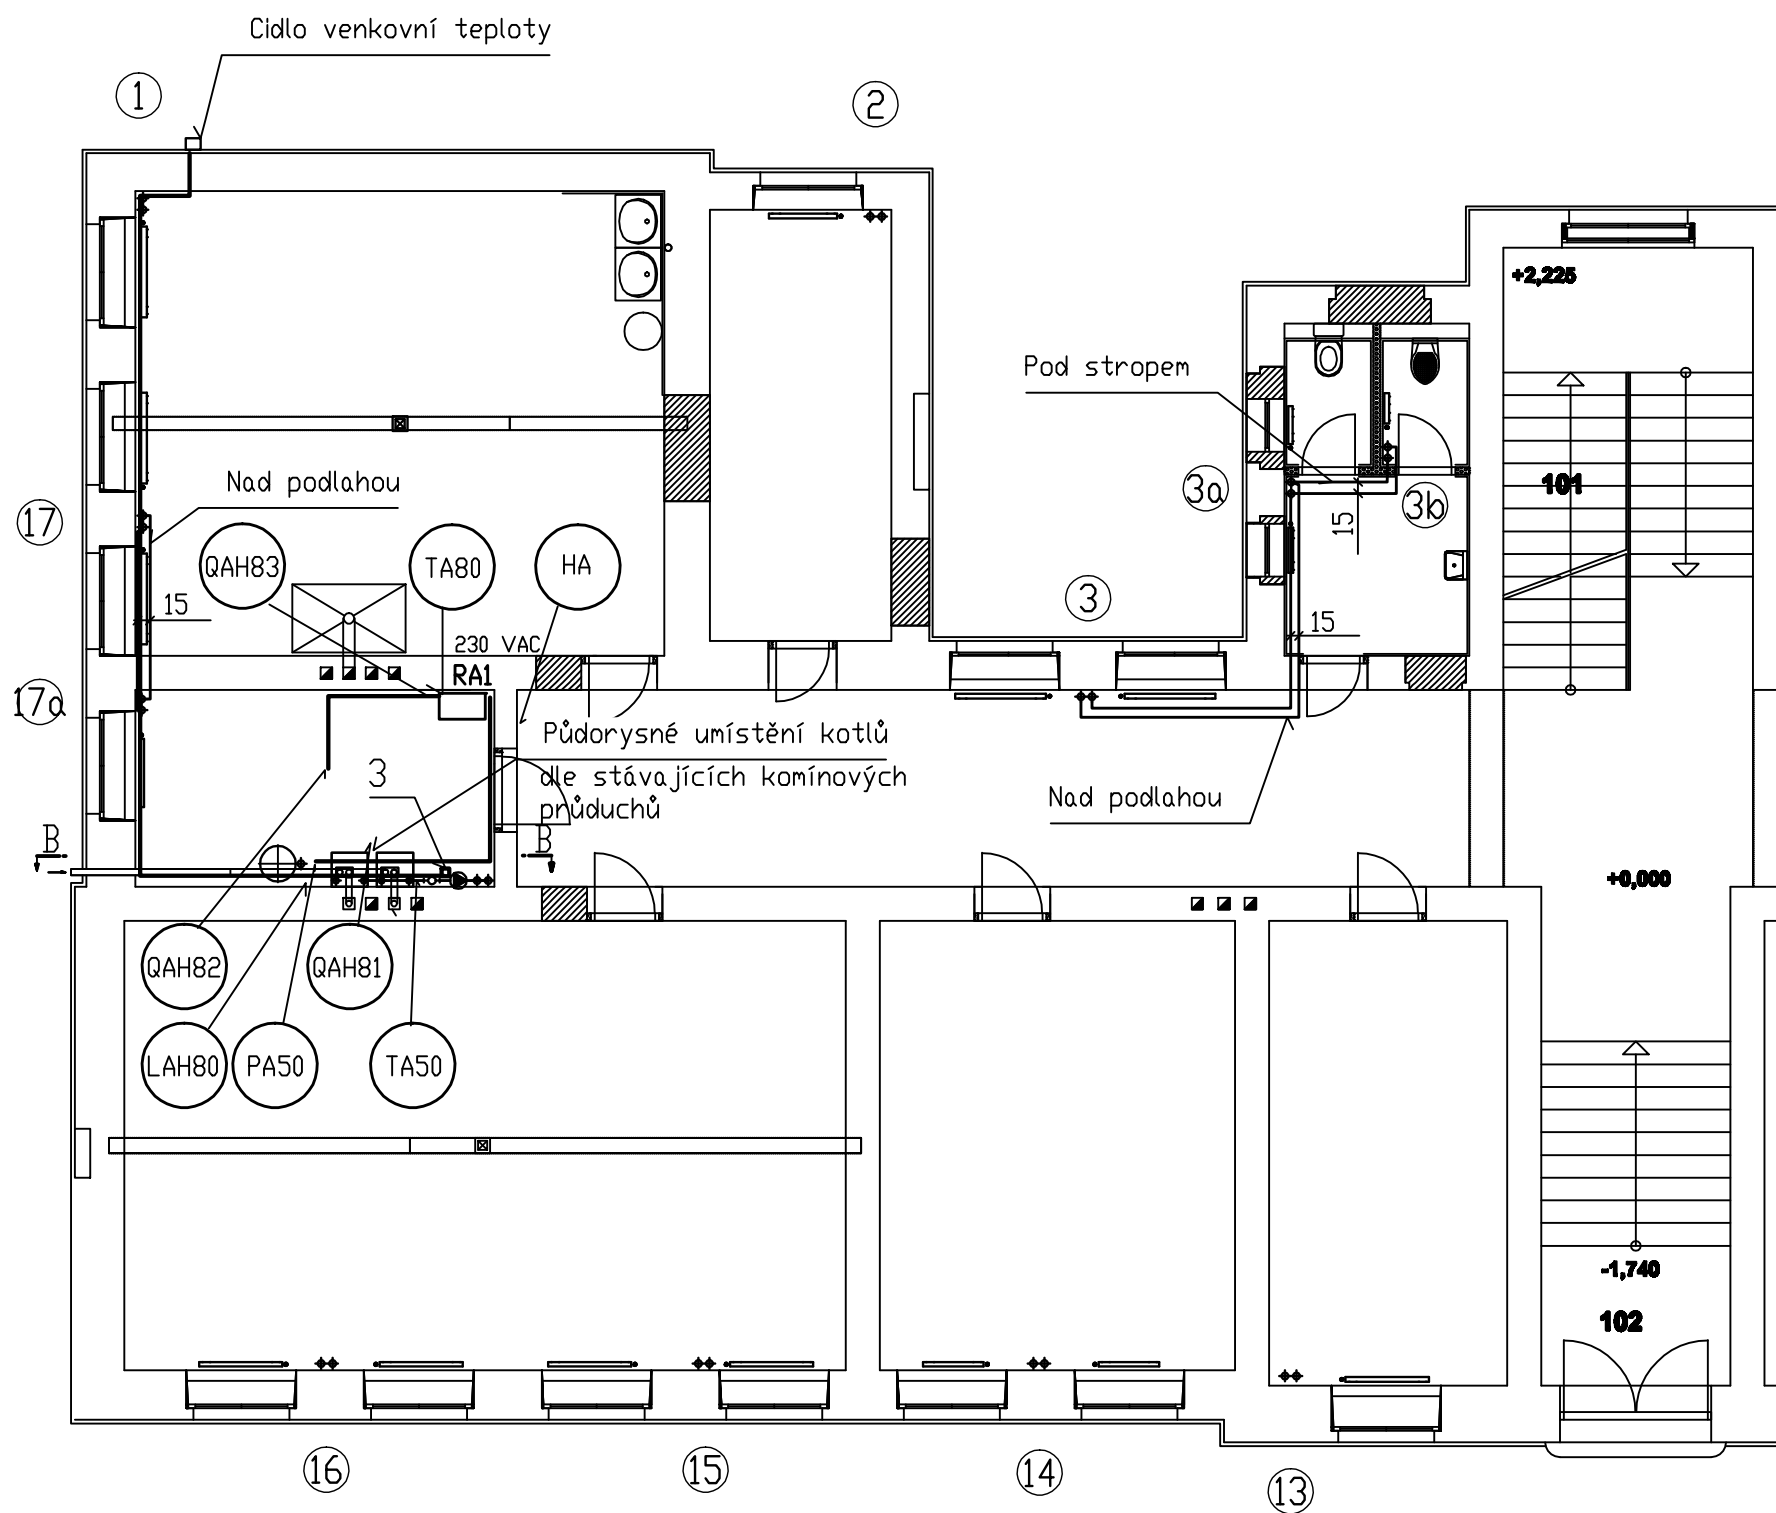 Cidlo venkovní teploty
1
2
+2,225
Pod stropem
Nad podlahou
3a
3b
101
17
15
QAH83
TA80
HA
3
15
15
230 VAC
RA1
17a
Půdorysné umístění kotlů
dle stávajících komínových
průduchů
3
Nad podlahou
B
B
+0,000
QAH82
QAH81
LAH80
PA50
TA50
-1,740
102
16
15
14
13